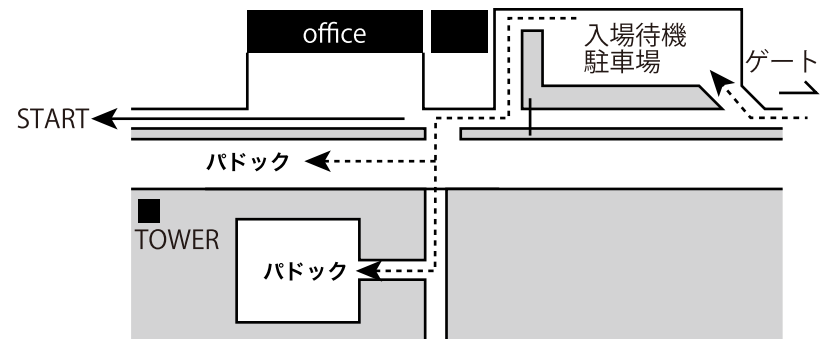 office
入場待機
駐車場
ゲート
START
パドック
TOWER
パドック